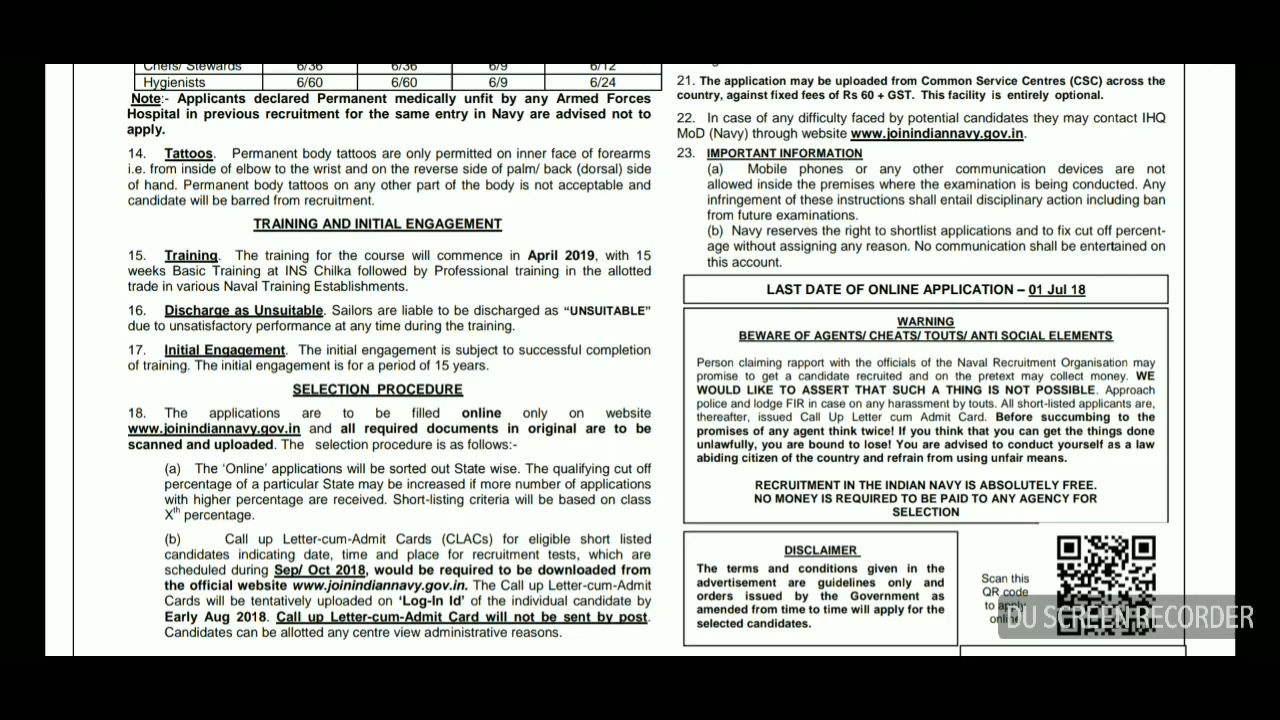 Chefs/ Stewards 6/36 6/36 6/9 6/12
Hygienists 6/60 6/60 6/9 6/24
Note:- Applicants declared Permanent medically unfit by any Armed Forces
Hospital in previous recruitment for the same entry in Navy are advised not to
apply.
14. Tattoos. Permanent body tattoos are only permitted on inner face of forearms
i.e. from inside of elbow to the wrist and on the reverse side of palm/ back (dorsal) side
of hand. Permanent body tattoos on any other part of the body is not acceptable and
candidate will be barred from recruitment.
TRAINING AND INITIAL ENGAGEMENT
15. Training. The training for the course will commence in April 2019, with 15
weeks Basic Training at INS Chilka followed by Professional training in the allotted
trade in various Naval Training Establishments.
16. Discharge as Unsuitable. Sailors are liable to be discharged as “UNSUITABLE”
due to unsatisfactory performance at any time during the training.
17. Initial Engagement. The initial engagement is subject to successful completion
of training. The initial engagement is for a period of 15 years.
SELECTION PROCEDURE
18. The applications are to be filled online only on website
www.joinindiannavy.gov.in and all required documents in original are to be
scanned and uploaded. The selection procedure is as follows:-
(a) The ‘Online’ applications will be sorted out State wise. The qualifying cut off
percentage of a particular State may be increased if more number of applications
with higher percentage are received. Short-listing criteria will be based on class
Xth percentage.
(b) Call up Letter-cum-Admit Cards (CLACs) for eligible short listed
candidates indicating date, time and place for recruitment tests, which are
scheduled during Sep/ Oct 2018, would be required to be downloaded from
the official website www.joinindiannavy.gov.in. The Call up Letter-cum-Admit
Cards will be tentatively uploaded on ‘Log-In Id’ of the individual candidate by
Early Aug 2018. Call up Letter-cum-Admit Card will not be sent by post.
Candidates can be allotted any centre view administrative reasons.
21. The application may be uploaded from Common Service Centres (CSC) across the
country, against fixed fees of Rs 60 + GST. This facility is entirely optional.
22. In case of any difficulty faced by potential candidates they may contact IHQ
MoD (Navy) through website www.joinindiannavy.gov.in.
23. IMPORTANT INFORMATION
(a) Mobile phones or any other communication devices are not
allowed inside the premises where the examination is being conducted. Any
infringement of these instructions shall entail disciplinary action including ban
from future examinations.
(b) Navy reserves the right to shortlist applications and to fix cut off percent-
age without assigning any reason. No communication shall be entertained on
this account.
LAST DATE OF ONLINE APPLICATION – 01 Jul 18
WARNING
BEWARE OF AGENTS/ CHEATS/ TOUTS/ ANTI SOCIAL ELEMENTS
Person claiming rapport with the officials of the Naval Recruitment Organisation may
promise to get a candidate recruited and on the pretext may collect money. WE
WOULD LIKE TO ASSERT THAT SUCH A THING IS NOT POSSIBLE. Approach
police and lodge FIR in case on any harassment by touts. All short-listed applicants are,
thereafter, issued Call Up Letter cum Admit Card. Before succumbing to the
promises of any agent think twice! If you think that you can get the things done
unlawfully, you are bound to lose! You are advised to conduct yourself as a law
abiding citizen of the country and refrain from using unfair means.
RECRUITMENT IN THE INDIAN NAVY IS ABSOLUTELY FREE.
NO MONEY IS REQUIRED TO BE PAID TO ANY AGENCY FOR
SELECTION
DISCLAIMER
The terms and conditions given in the
advertisement are guidelines only and
orders issued by the Government as
amended from time to time will apply for the
selected candidates.
Scan this
QR code
to apply
online
DU SCREEN RECORDER